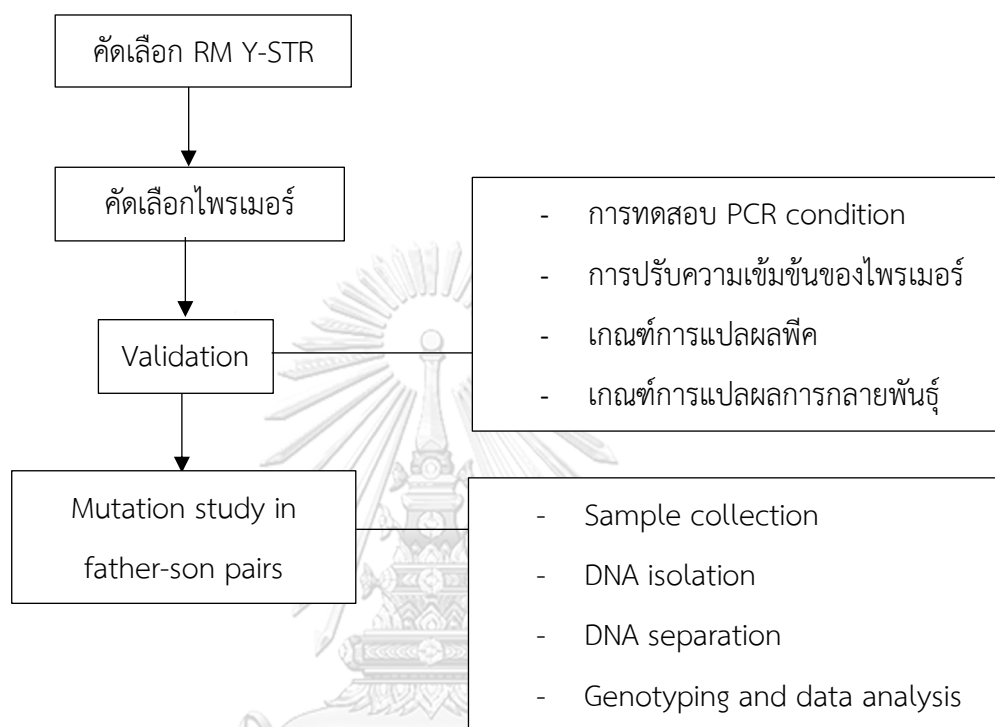 คัดเลือก RM Y-STR
คัดเลือกไพรเมอร์
Validation
- การทดสอบ PCR condition
- การปรับความเข้มข้นของไพรเมอร์
- เกณฑ์การแปลผลพีค
- เกณฑ์การแปลผลการกลายพันธุ์
Mutation study in
father-son pairs
- Sample collection
- DNA isolation
- DNA separation
- Genotyping and data analysis